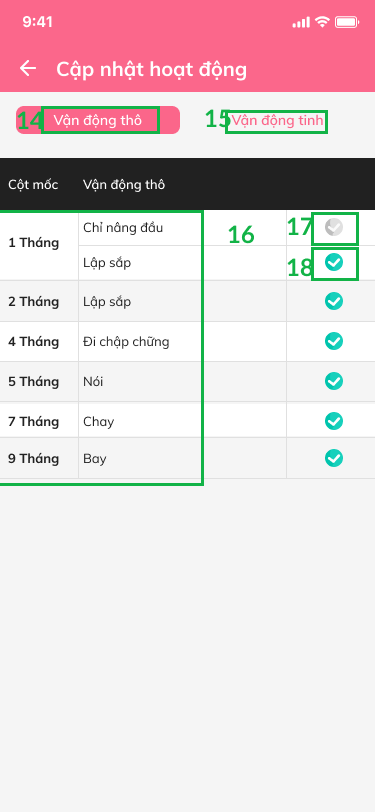 9:41
Cập nhật hoạt động
14 Vận động thô 15 Vận động tinh
Cột mốc Vận động thô
1 Tháng Chỉ nâng đầu 16 17
Lập sắp 18
2 Tháng Lập sắp
4 Tháng Đi chập chững
5 Tháng Nói
7 Tháng Chay
9 Tháng Bay